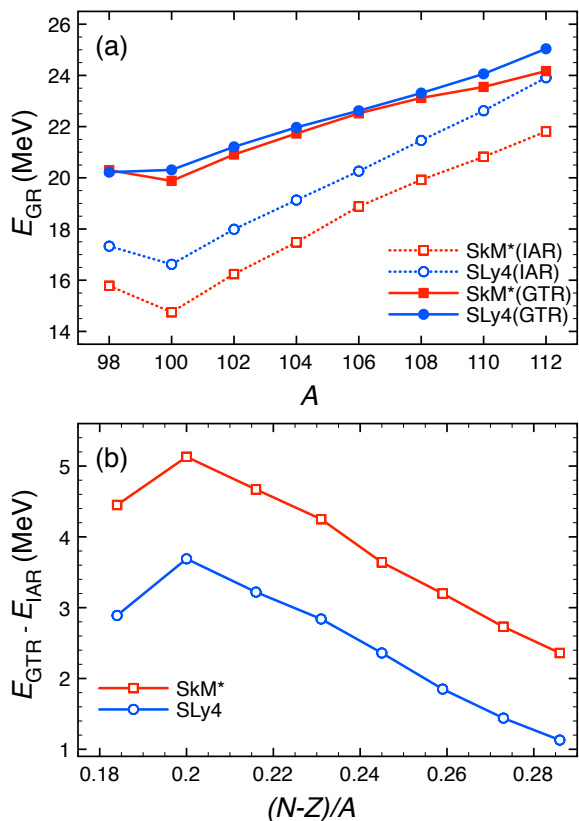 (a)
E_GR (MeV)
26
24
22
20
18
16
14
SkM*(IAR)
SLy4(IAR)
SkM*(GTR)
SLy4(GTR)
98 100 102 104 106 108 110 112
A
(b)
E_GTR - E_IAR (MeV)
5
4
3
2
1
SkM*
SLy4
0.18 0.2 0.22 0.24 0.26 0.28
(N-Z)/A